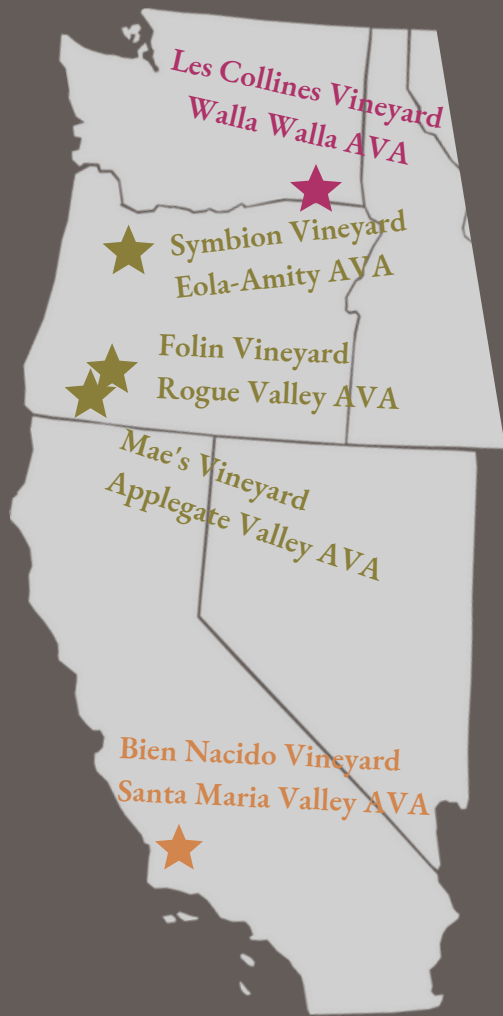 Les Collines Vineyard
Walla Walla AVA
Symbion Vineyard
Eola-Amity AVA
Folin Vineyard
Rogue Valley AVA
Mae's Vineyard
Applegate Valley AVA
Bien Nacido Vineyard
Santa Maria Valley AVA